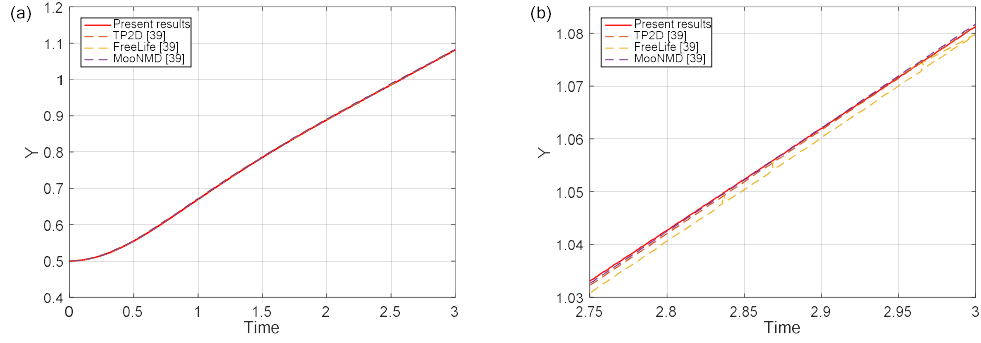 (a)
1.2
1.1
1
0.9
0.8
0.7
0.6
0.5
0.4
Y
Present results
TP2D [39]
FreeLife [39]
MooNMD [39]
0 0.5 1 1.5 2 2.5 3
Time
(b)
1.08
1.07
1.06
1.05
1.04
1.03
Y
Present results
TP2D [39]
FreeLife [39]
MooNMD [39]
2.75 2.8 2.85 2.9 2.95 3
Time